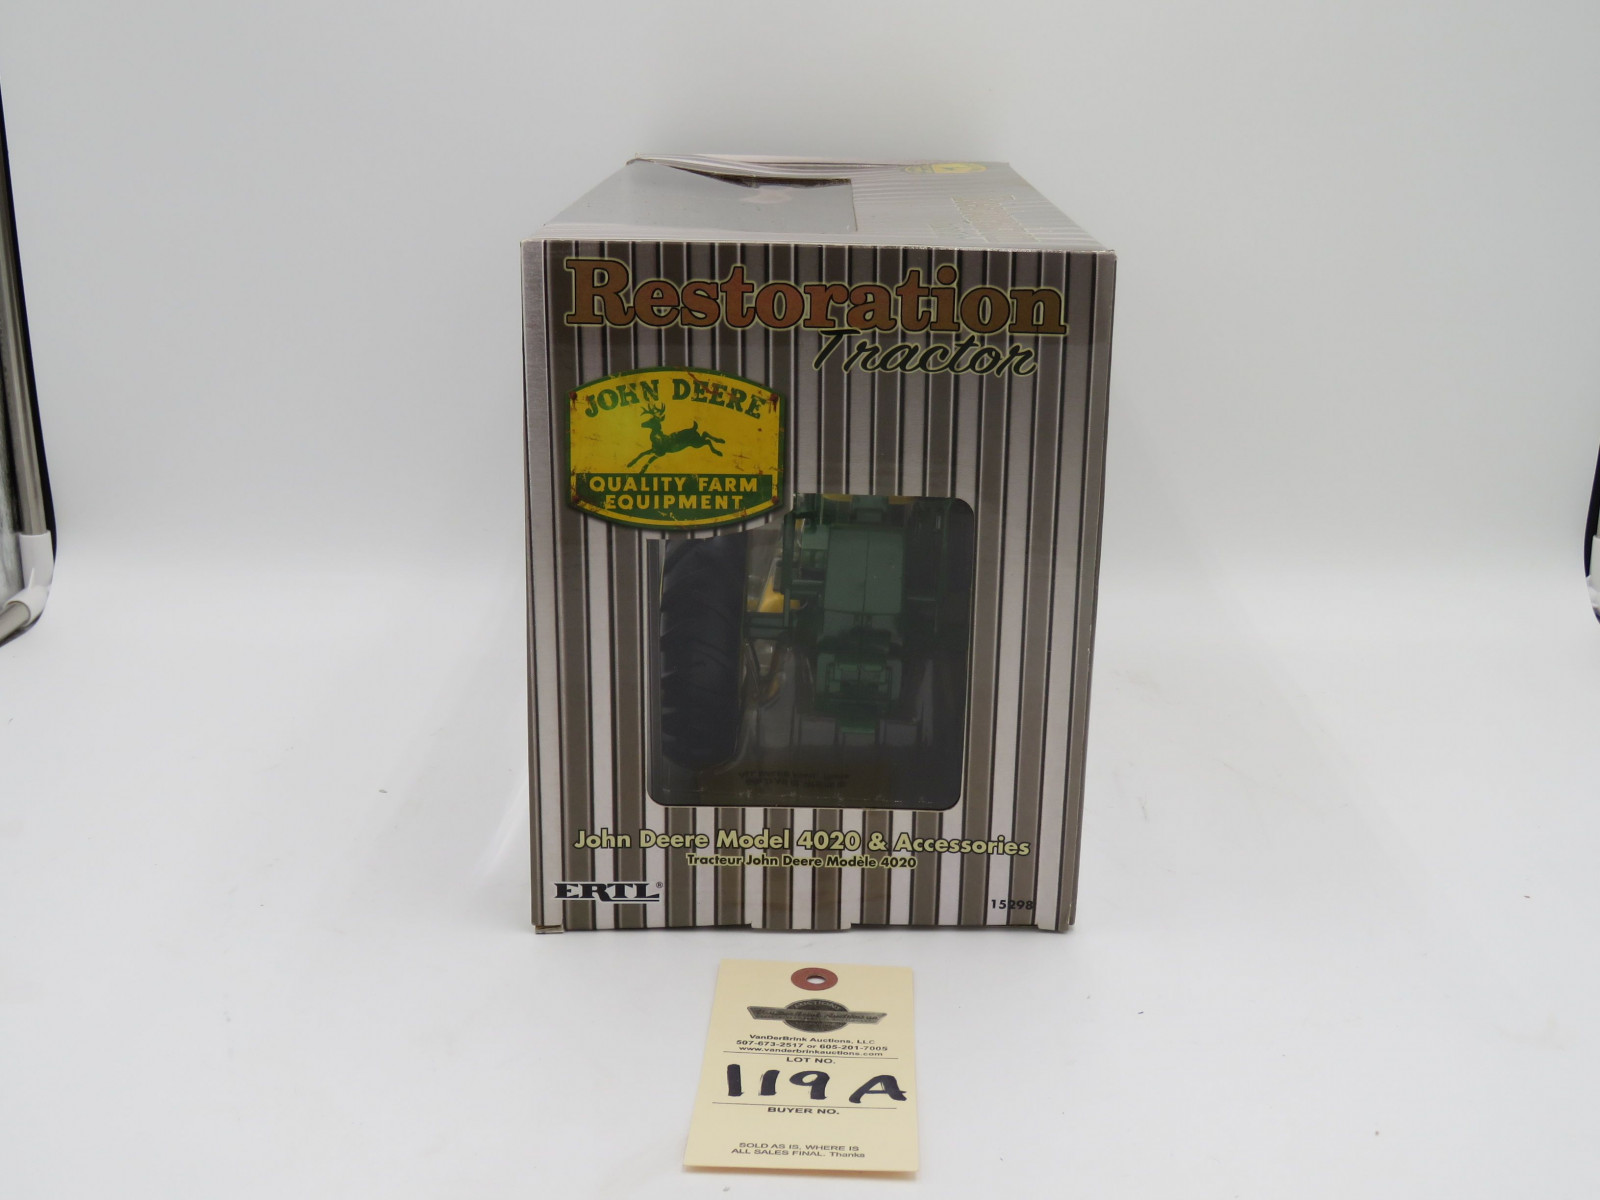 Restoration
Tractor
JOHN DEERE
QUALITY FARM
EQUIPMENT
John Deere Model 4020 & Accessories
Tracteur John Deere Modèle 4020
ERTL®
15298
VanDerBrink Auctions, LLC
507-673-2517 or 605-201-7005
www.vanderbrinkauctions.com
LOT NO.
119A
BUYER NO.
SOLD AS IS, WHERE IS
ALL SALES FINAL. Thanks